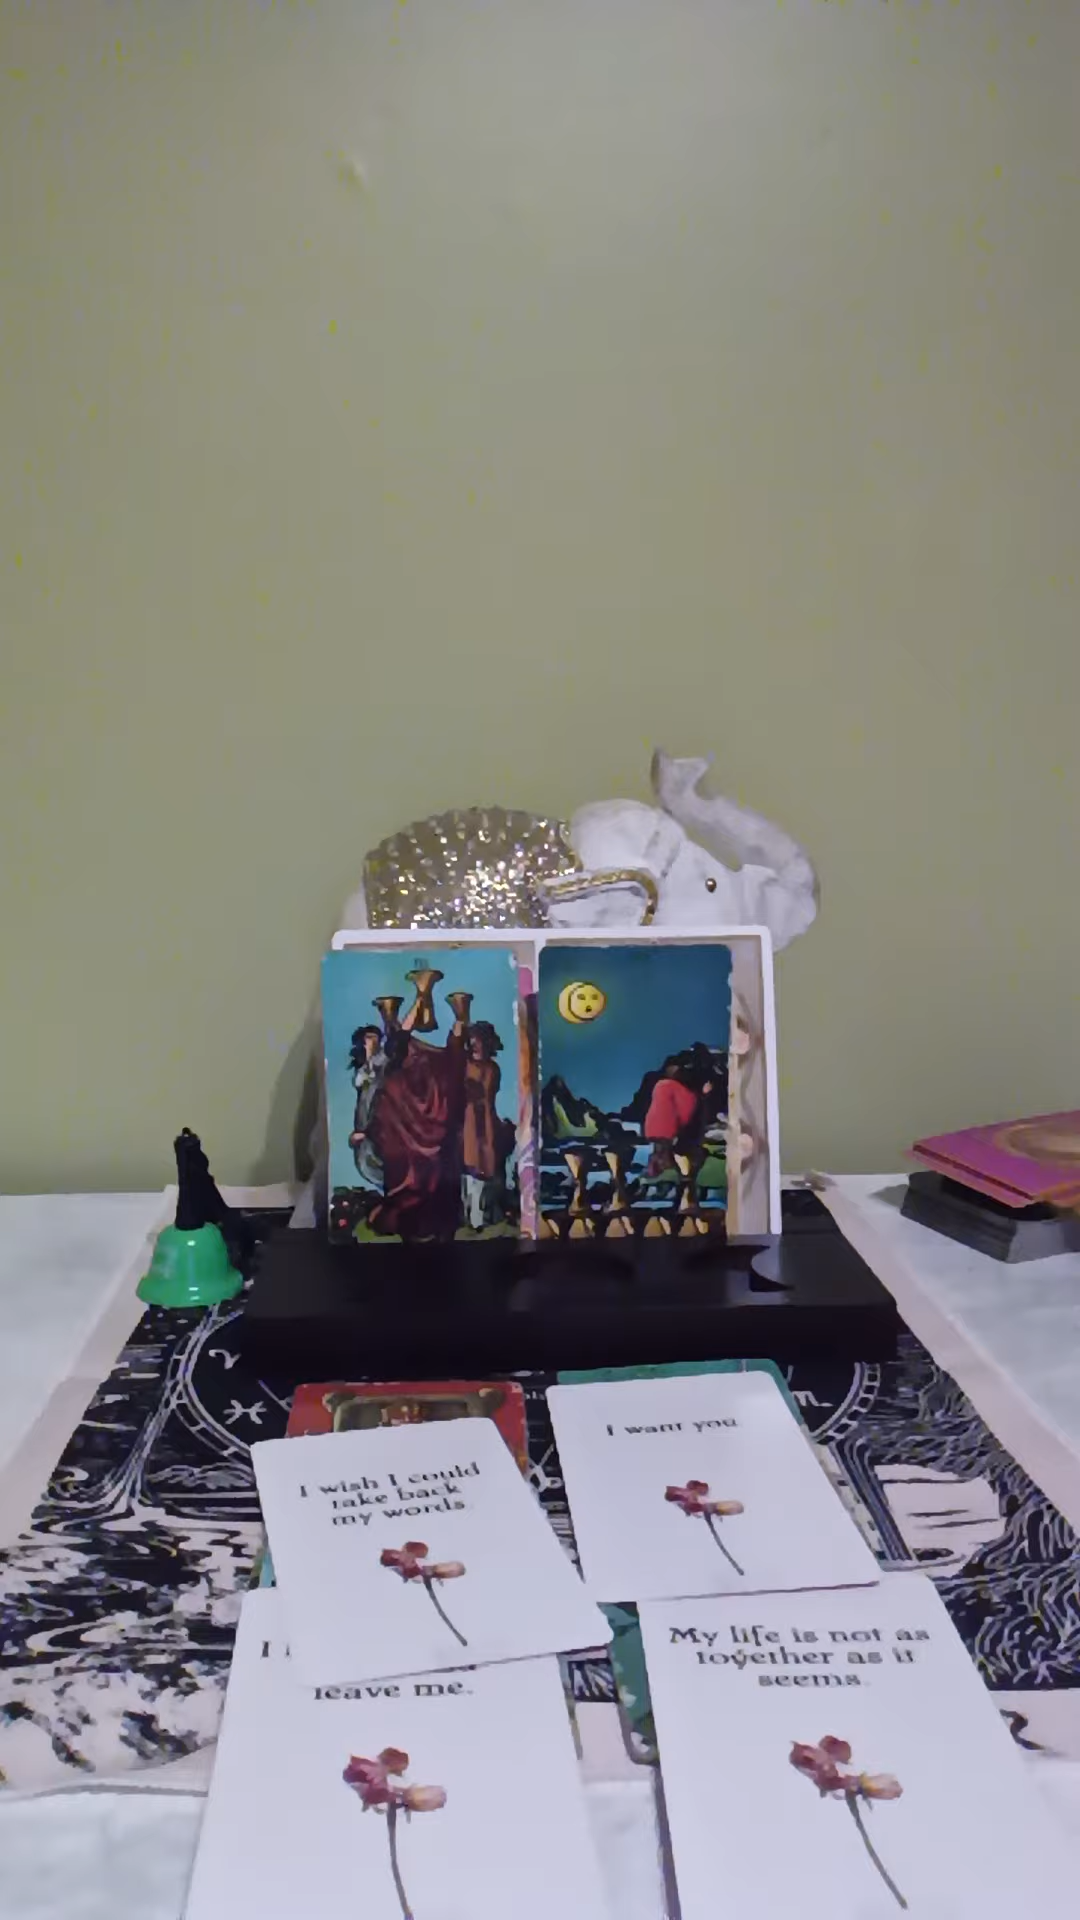 I want you
I wish I could
take back
my words
My life is not as
together as it
seems.
I
leave me.